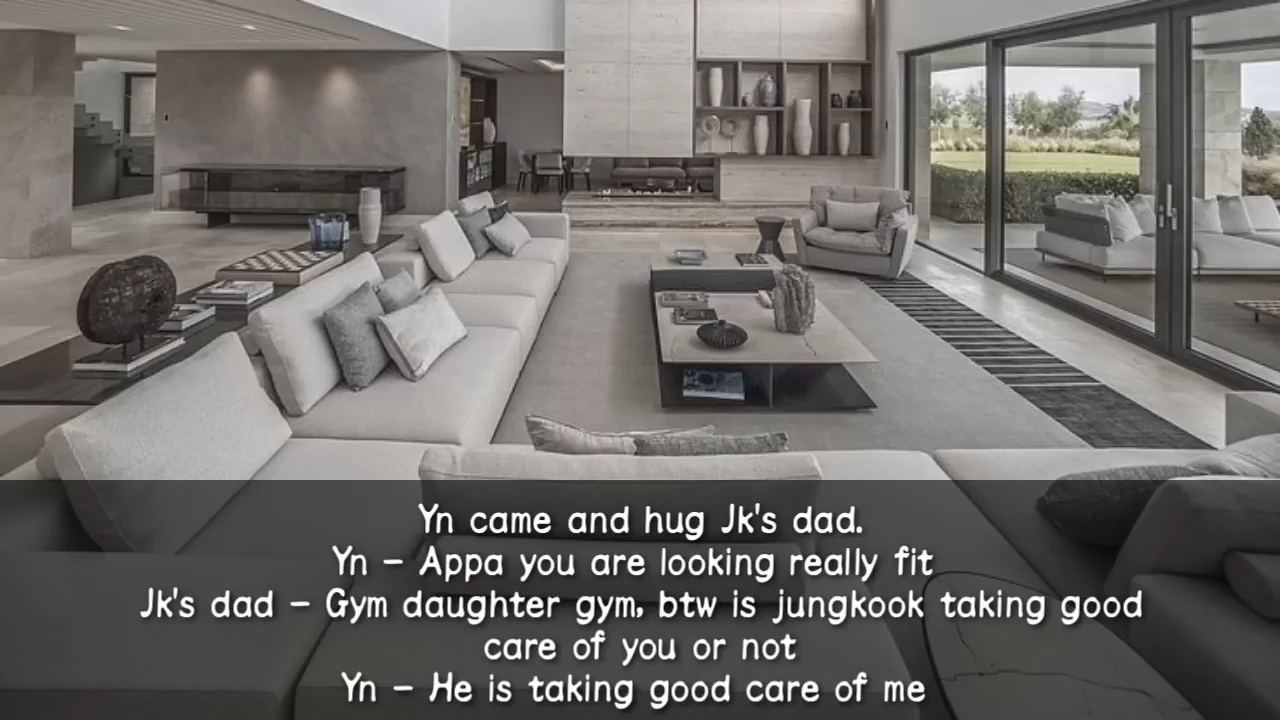 Yn came and hug Jk's dad.
Yn - Appa you are looking really fit
Jk's dad - Gym daughter gym, btw is jungkook taking good
care of you or not
Yn - He is taking good care of me